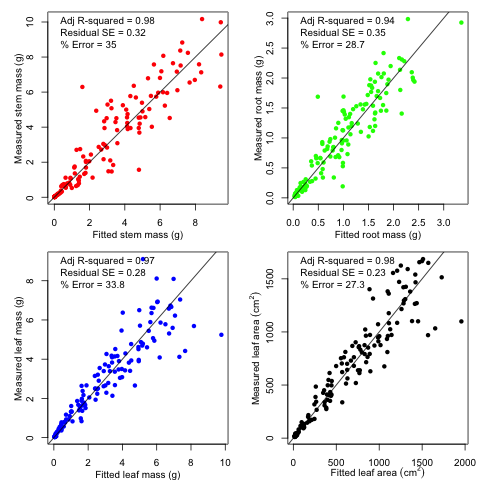 Adj R-squared = 0.98
Residual SE = 0.32
% Error = 35
Measured stem mass (g)
0 2 4 6 8 10
0 2 4 6 8
Fitted stem mass (g)
Adj R-squared = 0.94
Residual SE = 0.35
% Error = 28.7
Measured root mass (g)
0.0 0.5 1.0 1.5 2.0 2.5 3.0
0.0 0.5 1.0 1.5 2.0 2.5 3.0
Fitted root mass (g)
Adj R-squared = 0.97
Residual SE = 0.28
% Error = 33.8
Measured leaf mass (g)
0 2 4 6 8
0 2 4 6 8 10
Fitted leaf mass (g)
Adj R-squared = 0.98
Residual SE = 0.23
% Error = 27.3
Measured leaf area (cm²)
0 500 1000 1500
0 500 1000 1500 2000
Fitted leaf area (cm²)